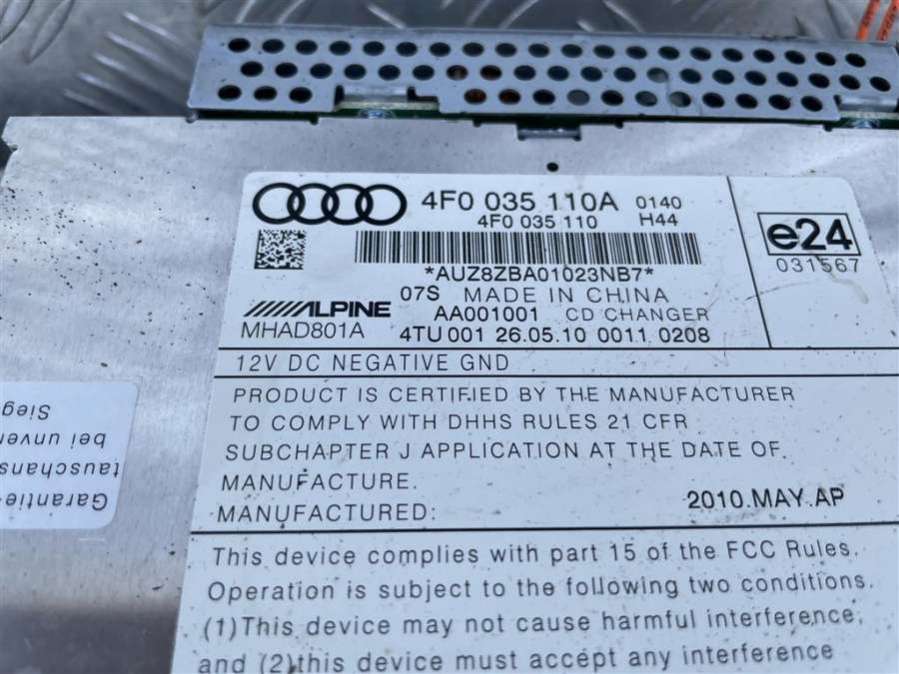 4F0 035 110A 0140
4F0 035 110 H44
*AUZ8ZBA01023NB7*
e24
031567
07S MADE IN CHINA
ALPINE AA001001 CD CHANGER
MHAD801A 4TU 001 26.05.10 0011 0208
12V DC NEGATIVE GND
PRODUCT IS CERTIFIED BY THE MANUFACTURER
TO COMPLY WITH DHHS RULES 21 CFR
SUBCHAPTER J APPLICATION AT THE DATE OF
MANUFACTURE.
MANUFACTURED: 2010.MAY.AP
This device complies with part 15 of the FCC Rules.
Operation is subject to the following two conditions.
(1)This device may not cause harmful interference,
and (2)this device must accept any interference
Garantie-
tauschans
bei unver
Sieg